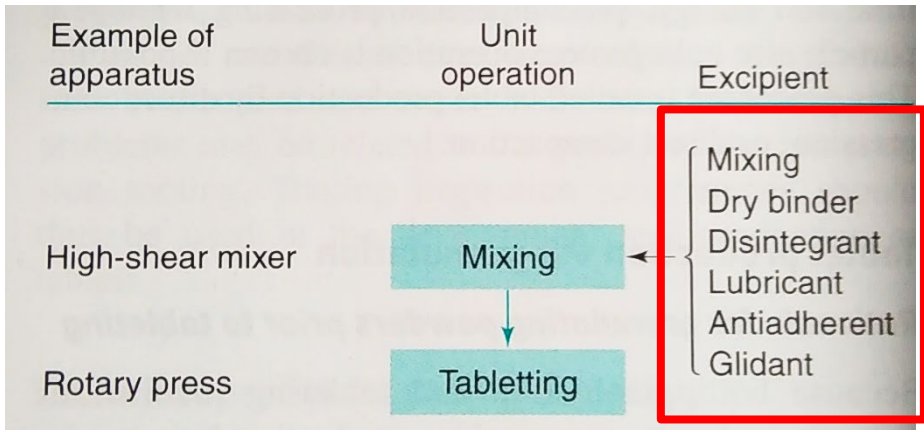 Example of
apparatus
Unit
operation
Excipient
Mixing
Dry binder
Disintegrant
Lubricant
Antiadherent
Glidant
High-shear mixer
Mixing
Rotary press
Tabletting